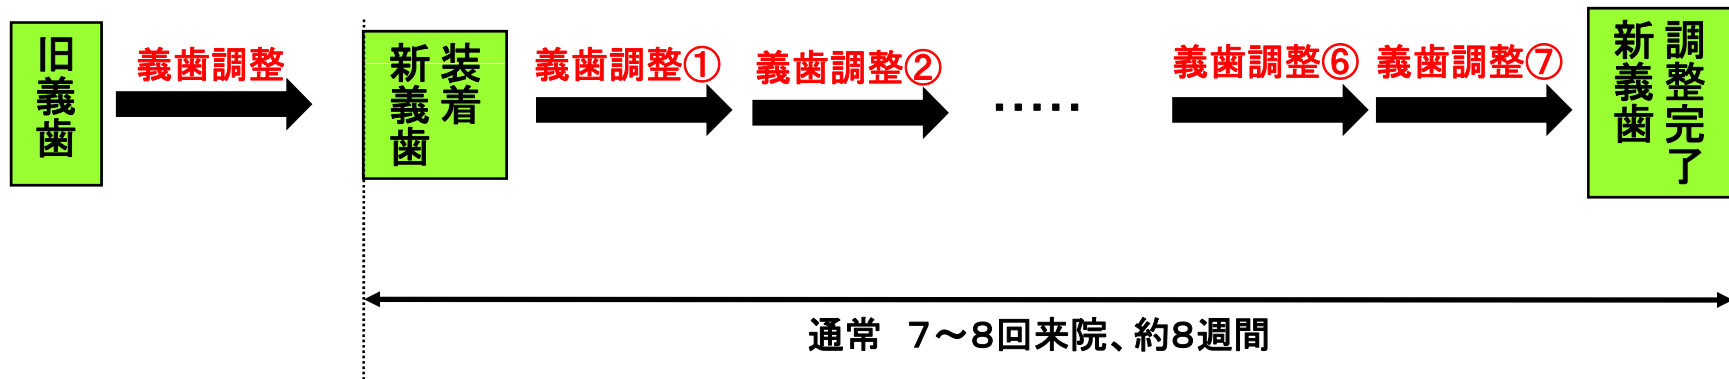 旧義歯
義歯調整
装着
新義歯
義歯調整①
義歯調整②
・・・・・
義歯調整⑥
義歯調整⑦
調整完了
新義歯
通常　7～8回来院、約8週間